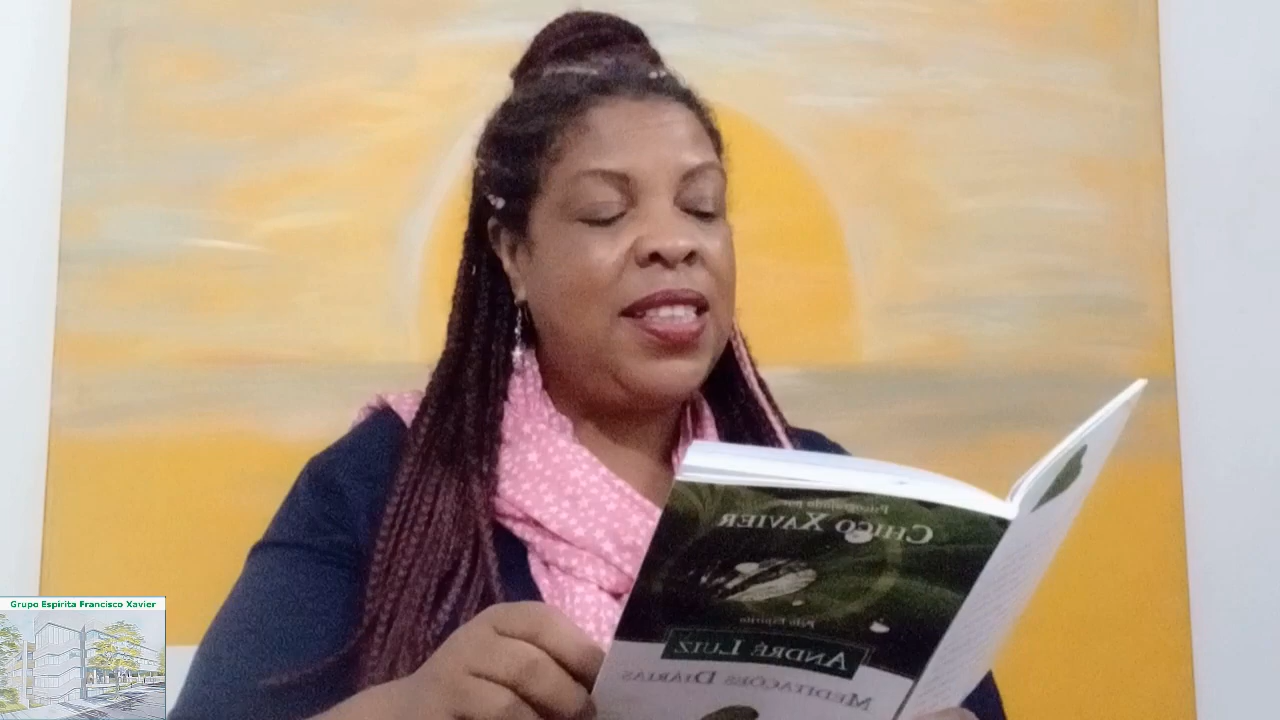 Psicografado por
CHICO XAVIER
Pelo Espírito
ANDRÉ LUIZ
MEDITAÇÕES DIÁRIAS
Grupo Espírita Francisco Xavier